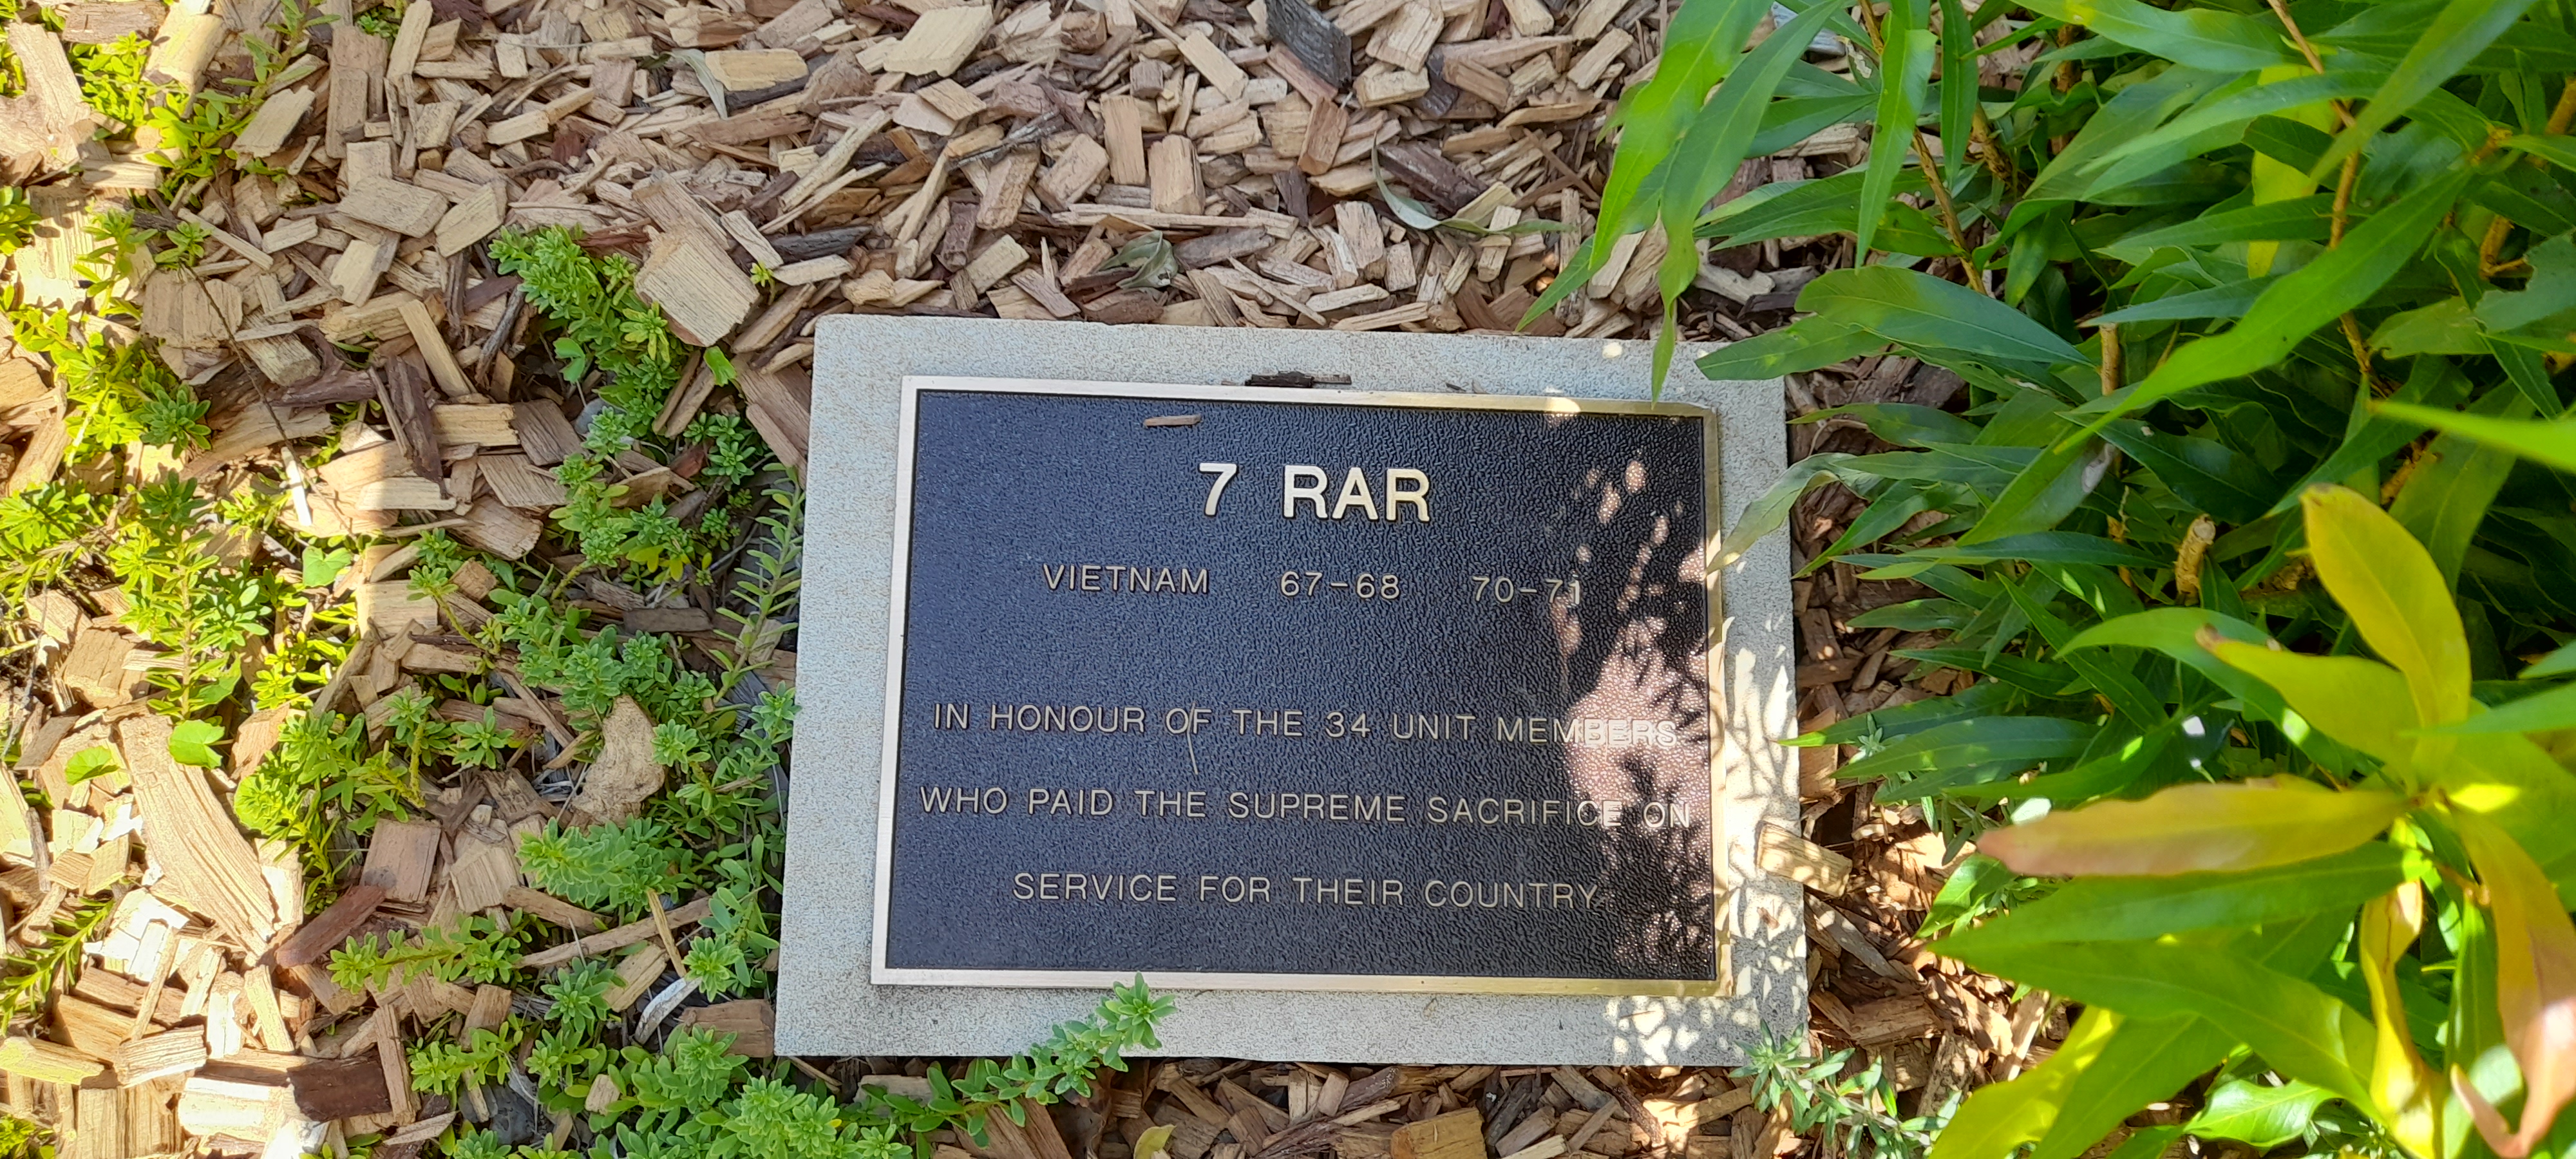 7 RAR
VIETNAM 67-68 70-71
IN HONOUR OF THE 34 UNIT MEMBERS
WHO PAID THE SUPREME SACRIFICE ON
SERVICE FOR THEIR COUNTRY